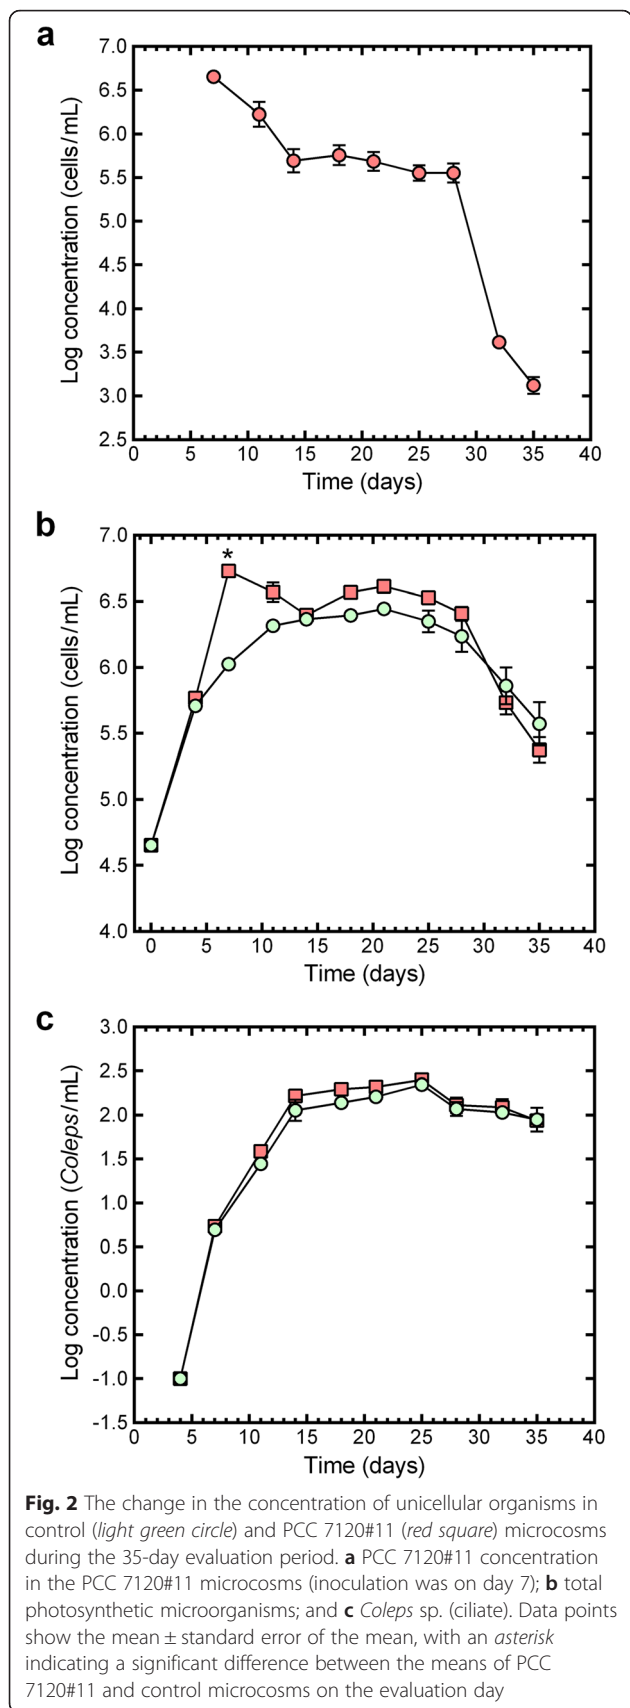 a
7.0
6.5
6.0
5.5
5.0
4.5
4.0
3.5
3.0
2.5
Log concentration (cells/mL)
0 5 10 15 20 25 30 35 40
Time (days)
b
*
7.0
6.5
6.0
5.5
5.0
4.5
4.0
Log concentration (cells/mL)
0 5 10 15 20 25 30 35 40
Time (days)
c
3.0
2.5
2.0
1.5
1.0
0.5
0.0
-0.5
-1.0
-1.5
Log concentration (Coleps/mL)
0 5 10 15 20 25 30 35 40
Time (days)
Fig. 2 The change in the concentration of unicellular organisms in
control (light green circle) and PCC 7120#11 (red square) microcosms
during the 35-day evaluation period. a PCC 7120#11 concentration
in the PCC 7120#11 microcosms (inoculation was on day 7); b total
photosynthetic microorganisms; and c Coleps sp. (ciliate). Data points
show the mean ± standard error of the mean, with an asterisk
indicating a significant difference between the means of PCC
7120#11 and control microcosms on the evaluation day